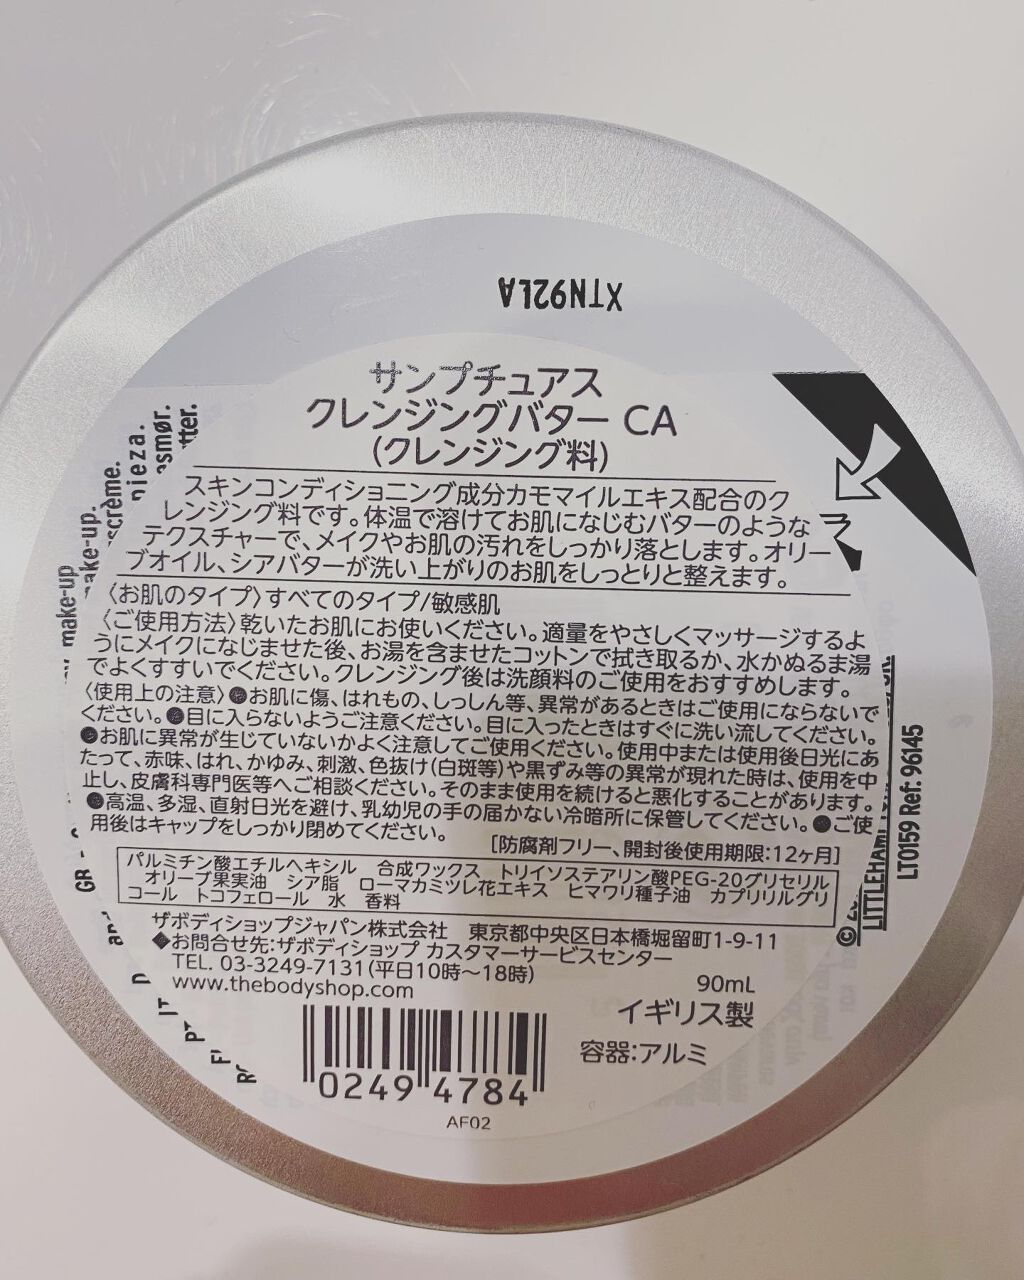 XTN921A
サンプチュアス
クレンジングバター CA
(クレンジング料)
スキンコンディショニング成分カモマイルエキス配合のク
レンジング料です。体温で溶けてお肌になじむバターのような
テクスチャーで、メイクやお肌の汚れをしっかり落とします。オリー
ブオイル、シアバターが洗い上がりのお肌をしっとりと整えます。
〈お肌のタイプ〉すべてのタイプ/敏感肌
〈ご使用方法〉乾いたお肌にお使いください。適量をやさしくマッサージするよ
うにメイクになじませた後、お湯を含ませたコットンで拭き取るか、水かぬるま湯
でよくすすいでください。クレンジング後は洗顔料のご使用をおすすめします。
〈使用上の注意〉●お肌に傷、はれもの、しっしん等、異常があるときはご使用にならないで
ください。●目に入らないようご注意ください。目に入ったときはすぐに洗い流してください。
●お肌に異常が生じていないかよく注意してご使用ください。使用中または使用後日光にあ
たって、赤味、はれ、かゆみ、刺激、色抜け(白斑等)や黒ずみ等の異常が現れた時は、使用を中
止し、皮膚科専門医等へご相談ください。そのまま使用を続けると悪化することがあります。
●高温、多湿、直射日光を避け、乳幼児の手の届かない冷暗所に保管してください。●ご使
用後はキャップをしっかり閉めてください。
[防腐剤フリー、開封後使用期限:12ヶ月]
パルミチン酸エチルヘキシル 合成ワックス トリイソステアリン酸PEG-20グリセリル
オリーブ果実油 シア脂 ローマカミツレ花エキス ヒマワリ種子油 カプリリルグリ
コール トコフェロール 水 香料
ザボディショップジャパン株式会社 東京都中央区日本橋堀留町1-9-11
◆お問合せ先:ザボディショップ カスタマーサービスセンター
TEL. 03-3249-7131(平日10時〜18時)
www.thebodyshop.com
90mL
イギリス製
容器:アルミ
0249 4784
AF02
make-up
ake-up.
scrème.
pieza.
esmør.
tter.
GR -
LITTLEHAM
LT0159 Ref: 96145